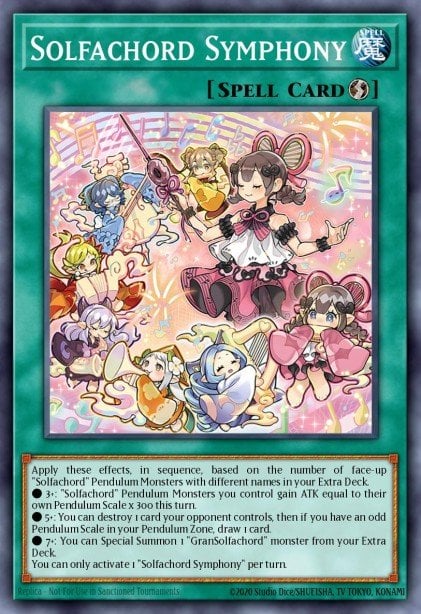 SOLFACHORD SYMPHONY
SPELL
魔
[SPELL CARD]
Apply these effects, in sequence, based on the number of face-up
"Solfachord" Pendulum Monsters with different names in your Extra Deck.
● 3+: "Solfachord" Pendulum Monsters you control gain ATK equal to their
own Pendulum Scale x 300 this turn.
● 5+: You can destroy 1 card your opponent controls, then if you have an odd
Pendulum Scale in your Pendulum Zone, draw 1 card.
● 7+: You can Special Summon 1 "GranSolfachord" monster from your Extra
Deck.
You can only activate 1 "Solfachord Symphony" per turn.
Replica - Not For Use in Sanctioned Tournaments
©2020 Studio Dice/SHUEISHA, TV TOKYO, KONAMI